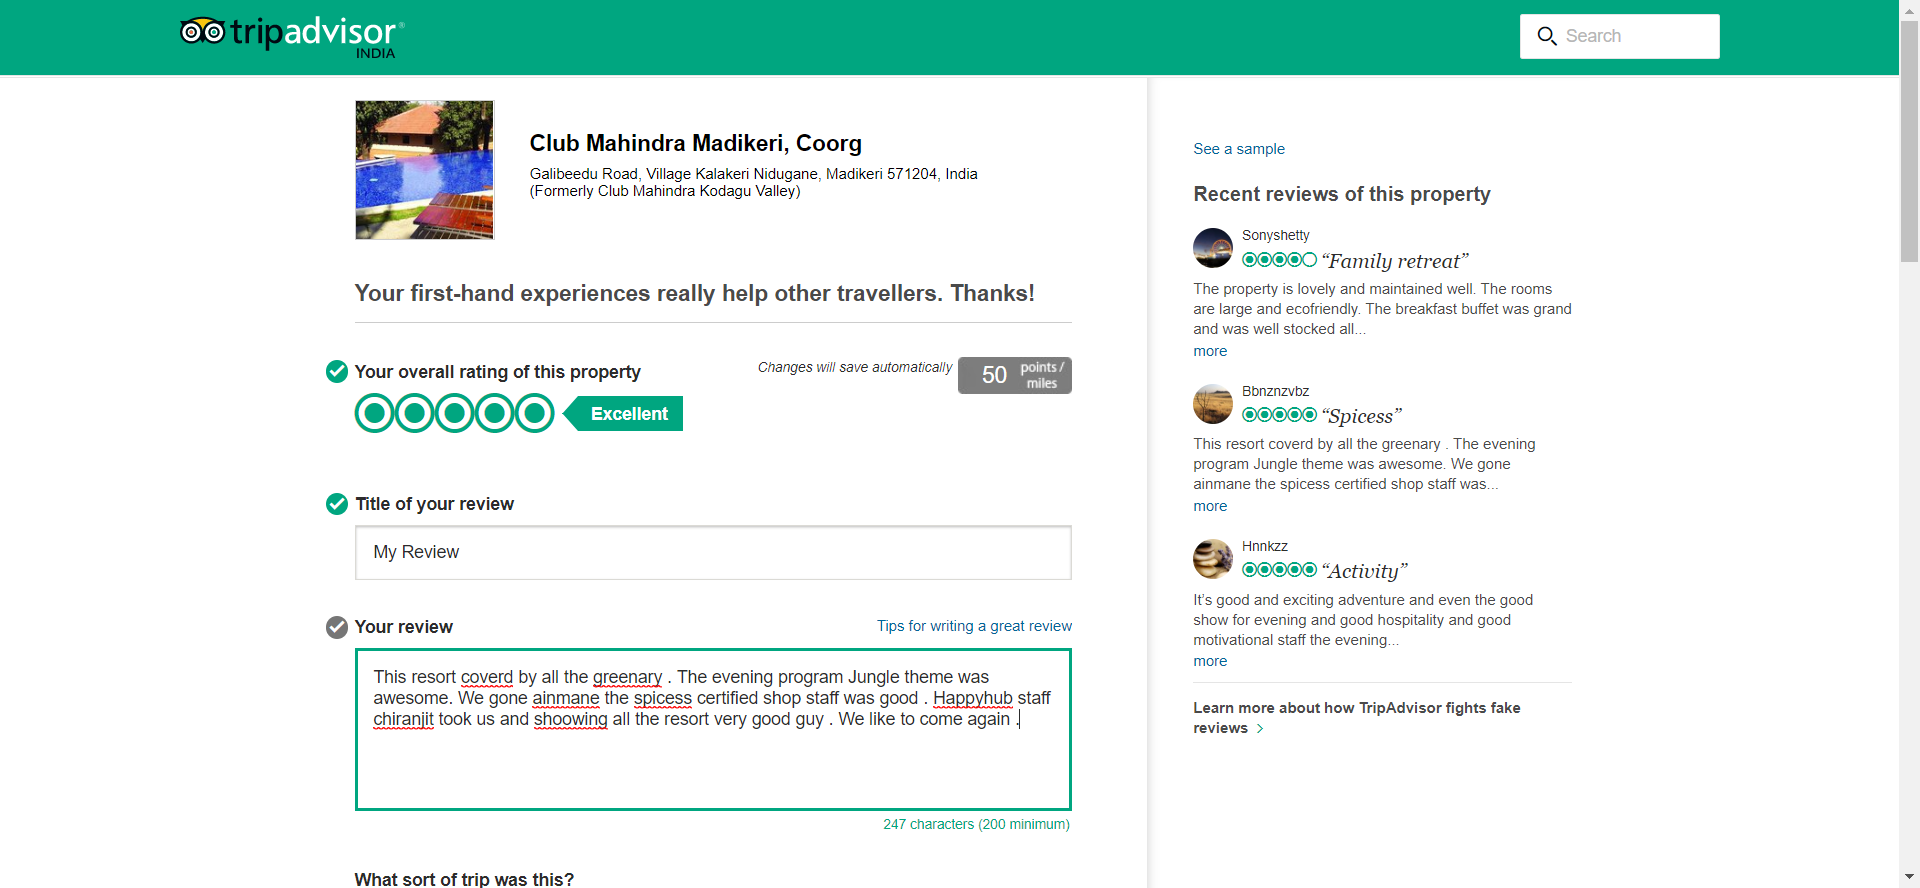 tripadvisor®
INDIA
Search
Club Mahindra Madikeri, Coorg
Galibeedu Road, Village Kalakeri Nidugane, Madikeri 571204, India
(Formerly Club Mahindra Kodagu Valley)
Your first-hand experiences really help other travellers. Thanks!
Your overall rating of this property
Changes will save automatically
50 points / miles
Excellent
Title of your review
My Review
Your review
Tips for writing a great review
This resort coverd by all the greenary . The evening program Jungle theme was
awesome. We gone ainmane the spicess certified shop staff was good . Happyhub staff
chiranjit took us and shoowing all the resort very good guy . We like to come again .
247 characters (200 minimum)
What sort of trip was this?
See a sample
Recent reviews of this property
Sonyshetty
“Family retreat”
The property is lovely and maintained well. The rooms
are large and ecofriendly. The breakfast buffet was grand
and was well stocked all...
more
Bbnznzvbz
“Spicess”
This resort coverd by all the greenary . The evening
program Jungle theme was awesome. We gone
ainmane the spicess certified shop staff was...
more
Hnnkzz
“Activity”
It's good and exciting adventure and even the good
show for evening and good hospitality and good
motivational staff the evening...
more
Learn more about how TripAdvisor fights fake
reviews >